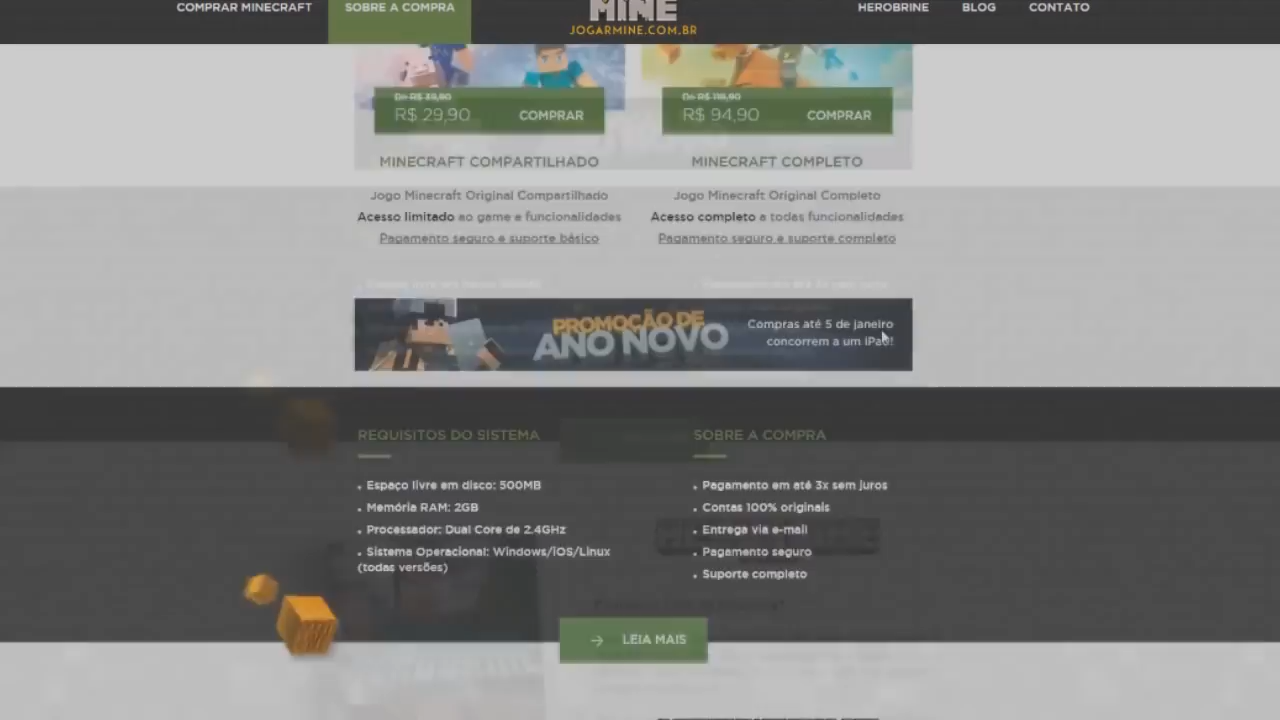 COMPRAR MINECRAFT
SOBRE A COMPRA
MINE
JOGARMINE.COM.BR
HEROBRINE
BLOG
CONTATO
R$ 29,90
COMPRAR
R$ 94,90
COMPRAR
MINECRAFT COMPARTILHADO
MINECRAFT COMPLETO
Jogo Minecraft Original Compartilhado
Acesso limitado ao game e funcionalidades
Pagamento seguro e suporte básico
Jogo Minecraft Original Completo
Acesso completo a todas funcionalidades
Pagamento seguro e suporte completo
PROMOÇÃO DE
ANO NOVO
Compras até 5 de janeiro
concorrem a um iPad!
REQUISITOS DO SISTEMA
• Espaço livre em disco: 500MB
• Memória RAM: 2GB
• Processador: Dual Core de 2.4GHz
• Sistema Operacional: Windows/iOS/Linux
(todas versões)
SOBRE A COMPRA
• Pagamento em até 3x sem juros
• Contas 100% originais
• Entrega via e-mail
• Pagamento seguro
• Suporte completo
→ LEIA MAIS